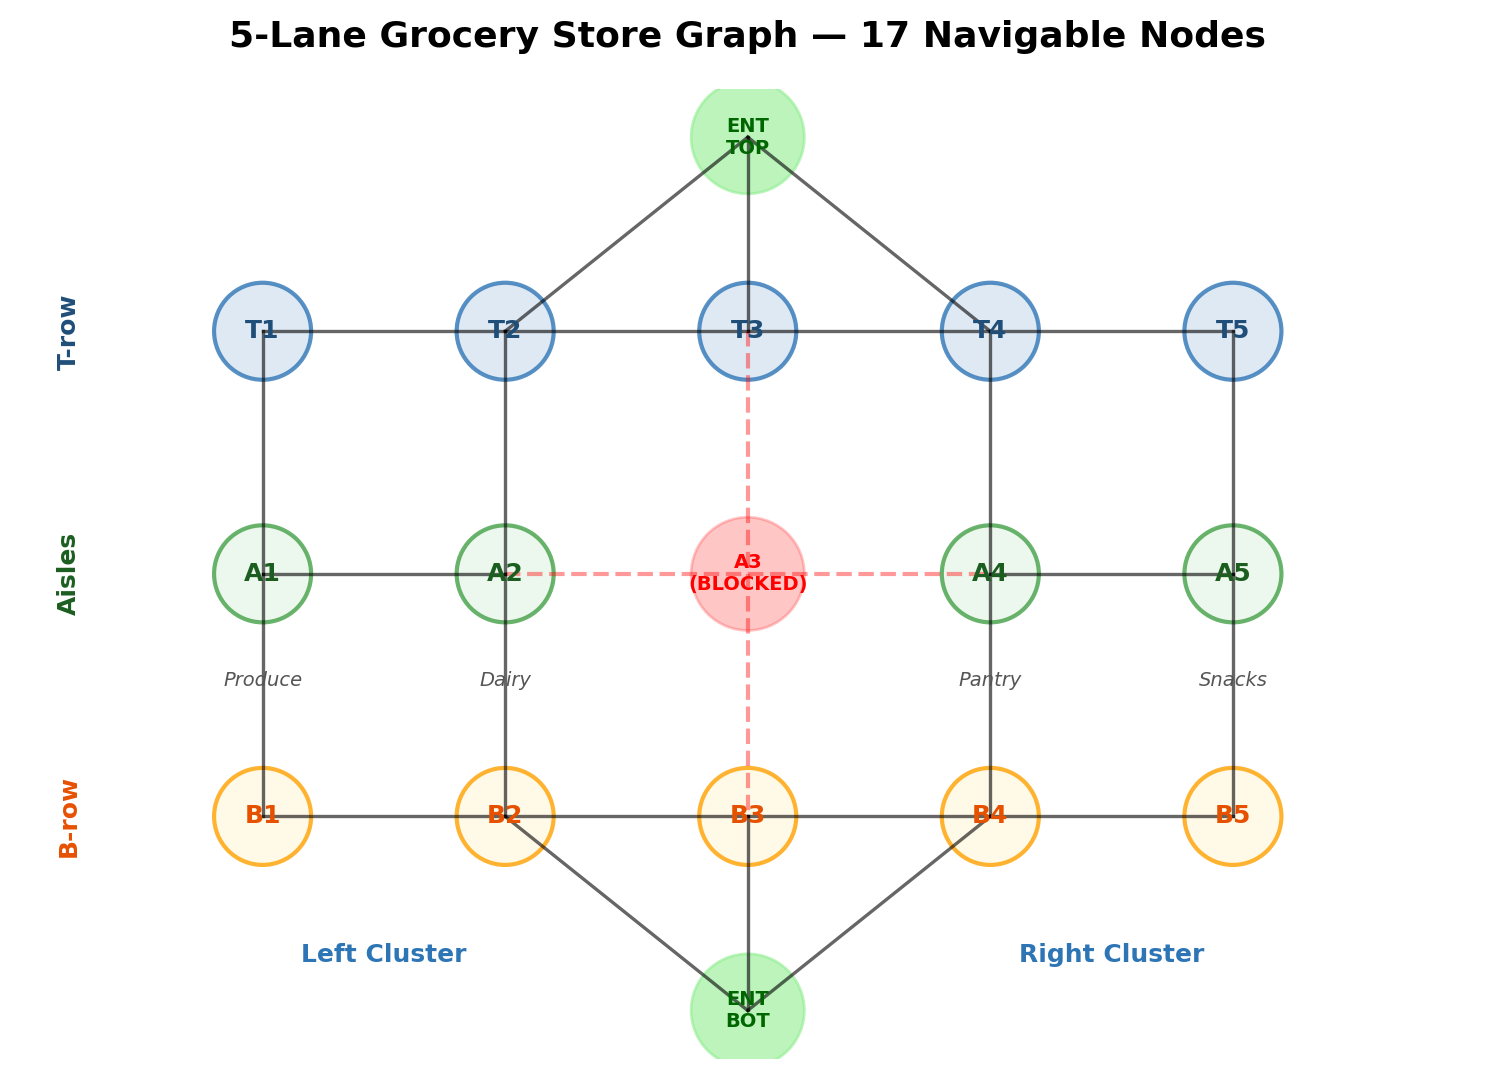 5-Lane Grocery Store Graph — 17 Navigable Nodes
ENT
TOP
T-row
T1
T2
T3
T4
T5
Aisles
A1
A2
A3
(BLOCKED)
A4
A5
Produce
Dairy
Pantry
Snacks
B-row
B1
B2
B3
B4
B5
Left Cluster
Right Cluster
ENT
BOT